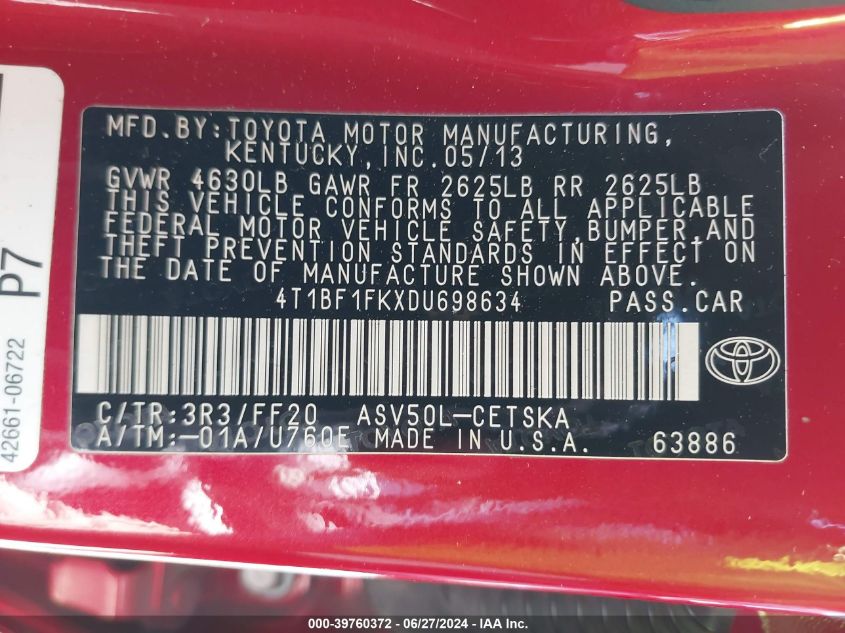 MFD.BY:TOYOTA MOTOR MANUFACTURING,
KENTUCKY,INC.05/13
GVWR 4630LB GAWR FR 2625LB RR 2625LB
THIS VEHICLE CONFORMS TO ALL APPLICABLE
FEDERAL MOTOR VEHICLE SAFETY,BUMPER,AND
THEFT PREVENTION STANDARDS IN EFFECT ON
THE DATE OF MANUFACTURE SHOWN ABOVE.
4T1BF1FKXDU698634 PASS.CAR
C/TR:3R3/FF20 ASV50L-CETSKA
A/TM:-01A/U760E MADE IN U.S.A. 63886
P7
42661-06722
000-39760372 | 06/27/2024 | © IAA, Inc.